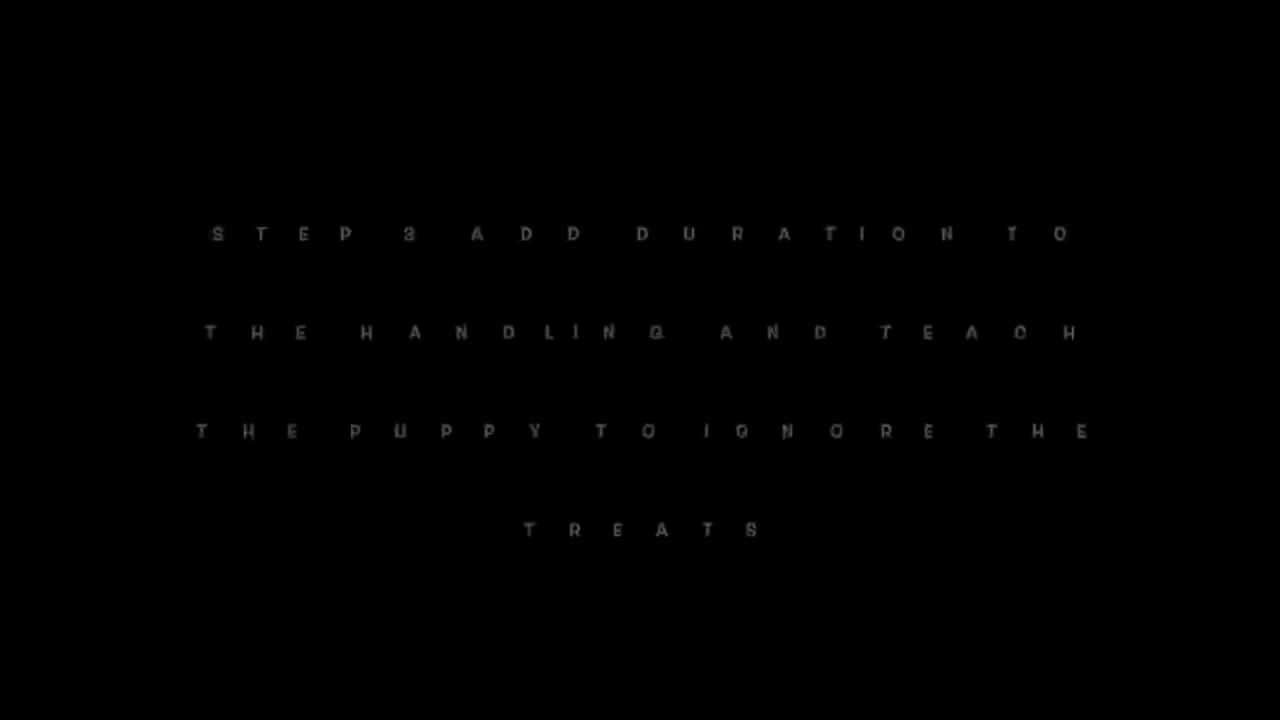 STEP 3 ADD DURATION TO
THE HANDLING AND TEACH
THE PUPPY TO IGNORE THE
TREATS